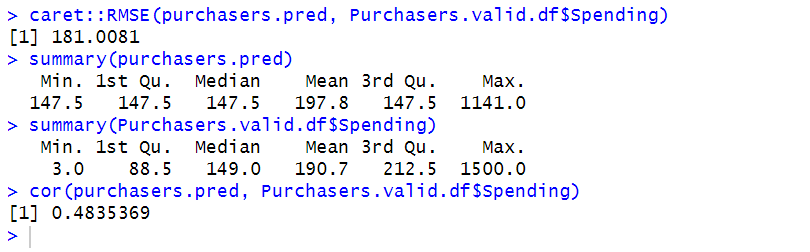 > caret::RMSE(purchasers.pred, Purchasers.valid.df$Spending)
[1] 181.0081
> summary(purchasers.pred)
   Min. 1st Qu.  Median    Mean 3rd Qu.    Max.
  147.5   147.5   147.5   197.8   147.5  1141.0
> summary(Purchasers.valid.df$Spending)
   Min. 1st Qu.  Median    Mean 3rd Qu.    Max.
    3.0    88.5   149.0   190.7   212.5  1500.0
> cor(purchasers.pred, Purchasers.valid.df$Spending)
[1] 0.4835369
>